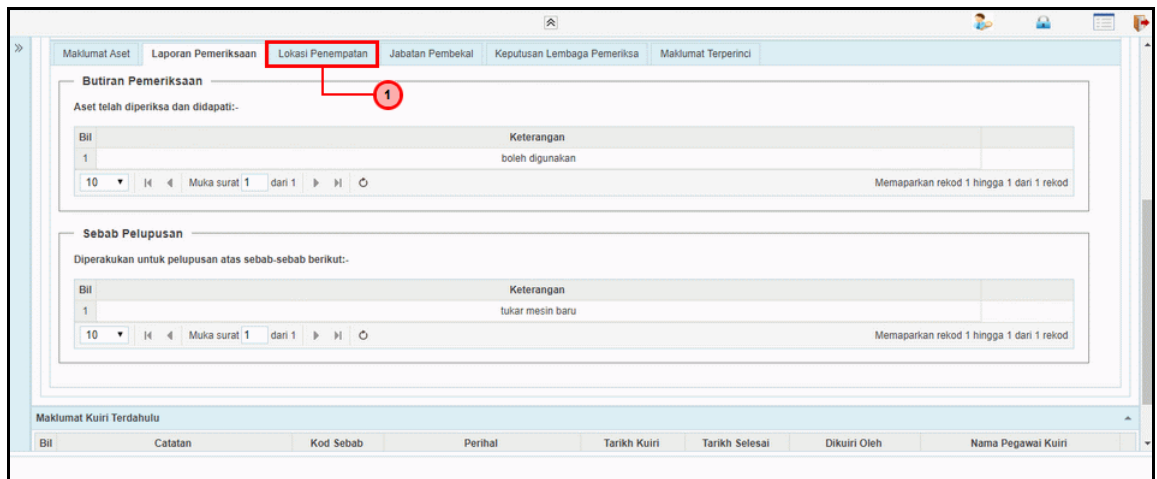 Maklumat Aset Laporan Pemeriksaan Lokasi Penempatan Jabatan Pembekal Keputusan Lembaga Pemeriksa Maklumat Terperinci
1
Butiran Pemeriksaan
Aset telah diperiksa dan didapati:-
Bil Keterangan
1 boleh digunakan
10 Muka surat 1 dari 1 Memaparkan rekod 1 hingga 1 dari 1 rekod
Sebab Pelupusan
Diperakukan untuk pelupusan atas sebab-sebab berikut:-
Bil Keterangan
1 tukar mesin baru
10 Muka surat 1 dari 1 Memaparkan rekod 1 hingga 1 dari 1 rekod
Maklumat Kuiri Terdahulu
Bil Catatan Kod Sebab Perihal Tarikh Kuiri Tarikh Selesai Dikuiri Oleh Nama Pegawai Kuiri